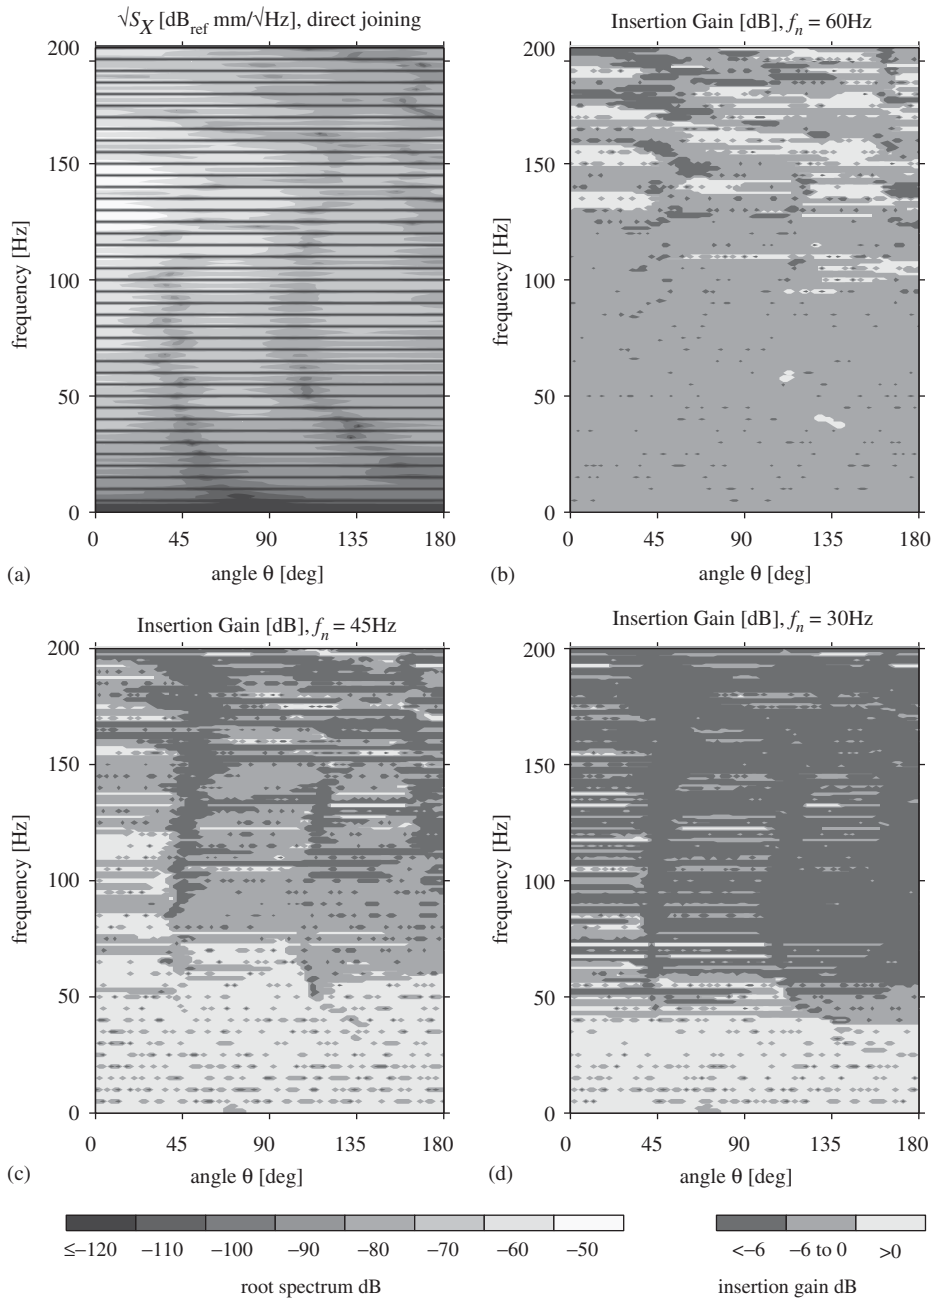 √S_X [dB_ref mm/√Hz], direct joining
200
150
100
50
0
frequency [Hz]
0 45 90 135 180
angle θ [deg]
(a)
Insertion Gain [dB], f_n = 60Hz
200
150
100
50
0
frequency [Hz]
0 45 90 135 180
angle θ [deg]
(b)
Insertion Gain [dB], f_n = 45Hz
200
150
100
50
0
frequency [Hz]
0 45 90 135 180
angle θ [deg]
(c)
Insertion Gain [dB], f_n = 30Hz
200
150
100
50
0
frequency [Hz]
0 45 90 135 180
angle θ [deg]
(d)
≤–120 –110 –100 –90 –80 –70 –60 –50
root spectrum dB
<–6 –6 to 0 >0
insertion gain dB